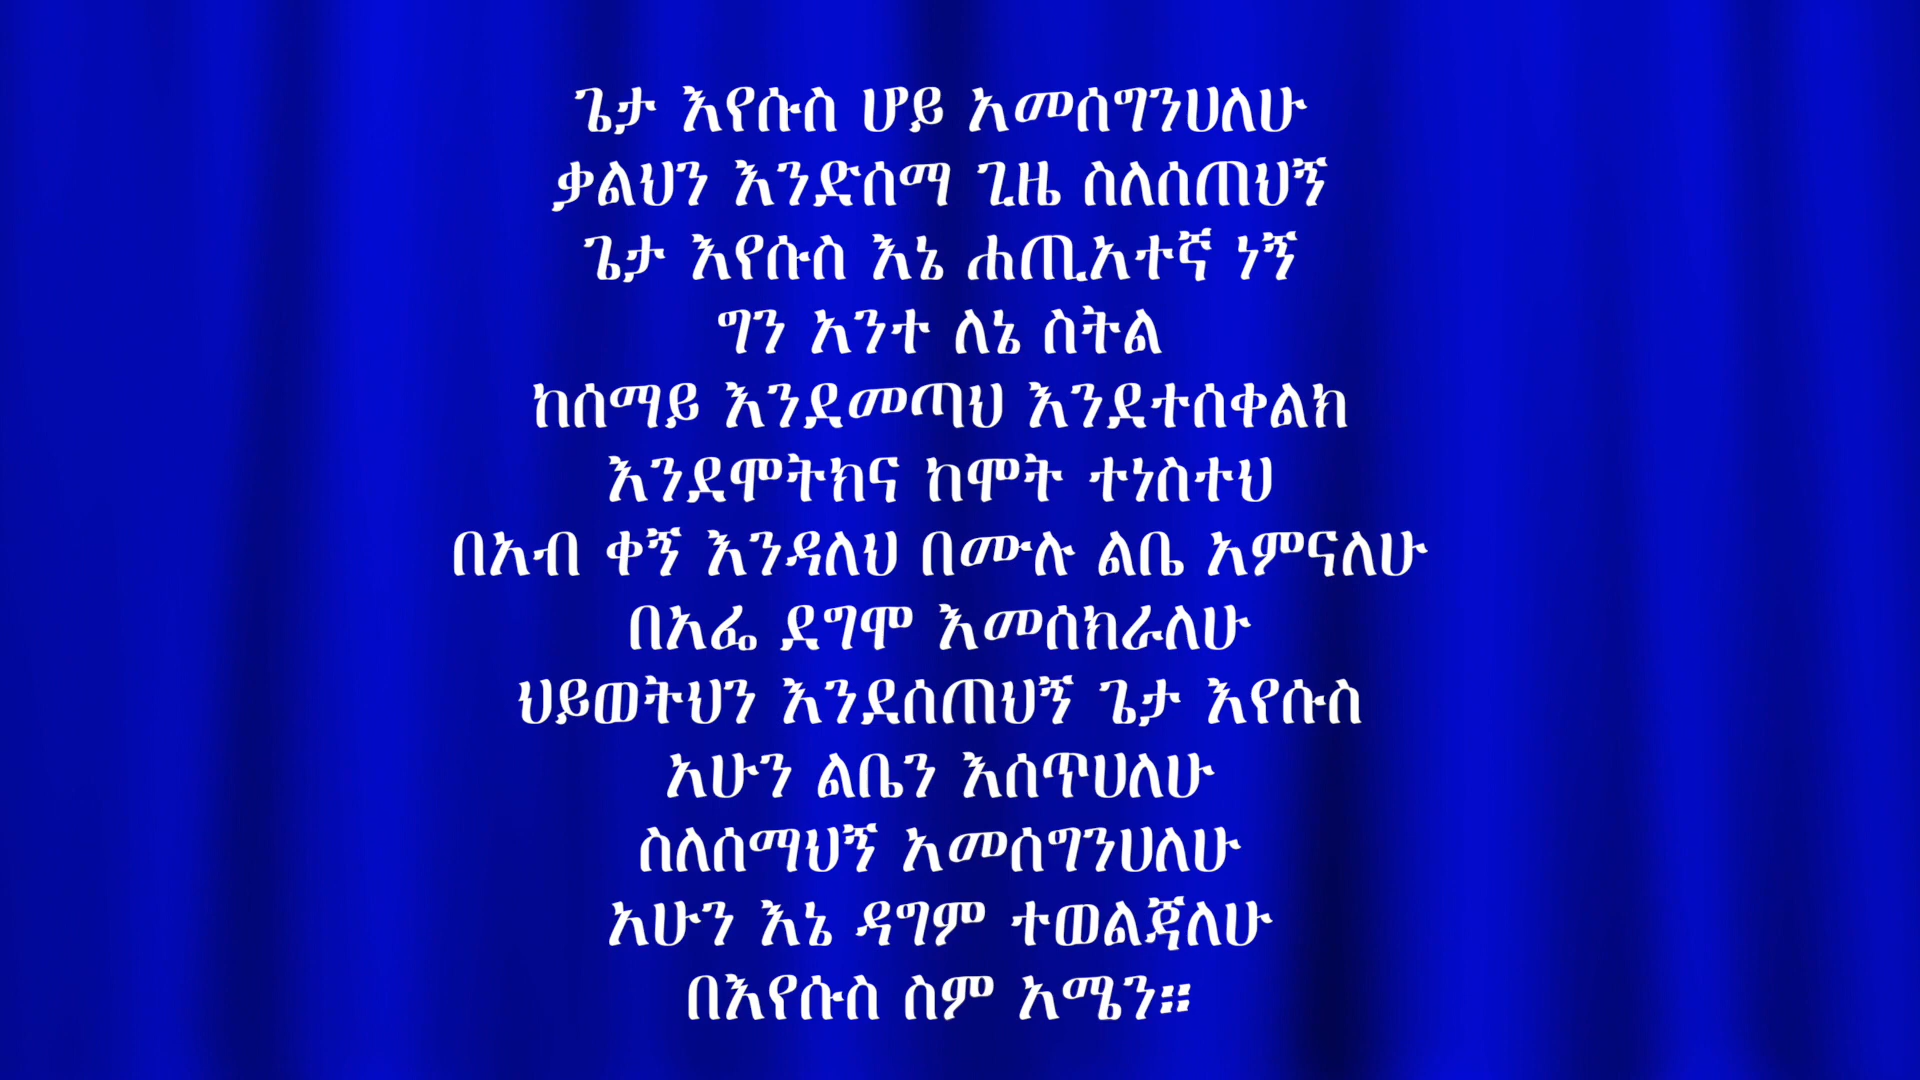 ጌታ እየሱስ ሆይ አመሰግንሀለሁ
ቃልህን እንድሰማ ጊዜ ስለሰጠህኝ
ጌታ እየሱስ እኔ ሐጢአተኛ ነኝ
ግን አንተ ለኔ ስትል
ከሰማይ እንደመጣህ እንደተሰቀልክ
እንደሞትክና ከሞት ተነስተህ
በአብ ቀኝ እንዳለህ በሙሉ ልቤ አምናለሁ
በአፌ ደግሞ እመሰክራለሁ
ህይወትህን እንደሰጠህኝ ጌታ እየሱስ
አሁን ልቤን እሰጥሀለሁ
ስለሰማህኝ አመሰግንሀለሁ
አሁን እኔ ዳግም ተወልጃለሁ
በእየሱስ ስም አሜን።